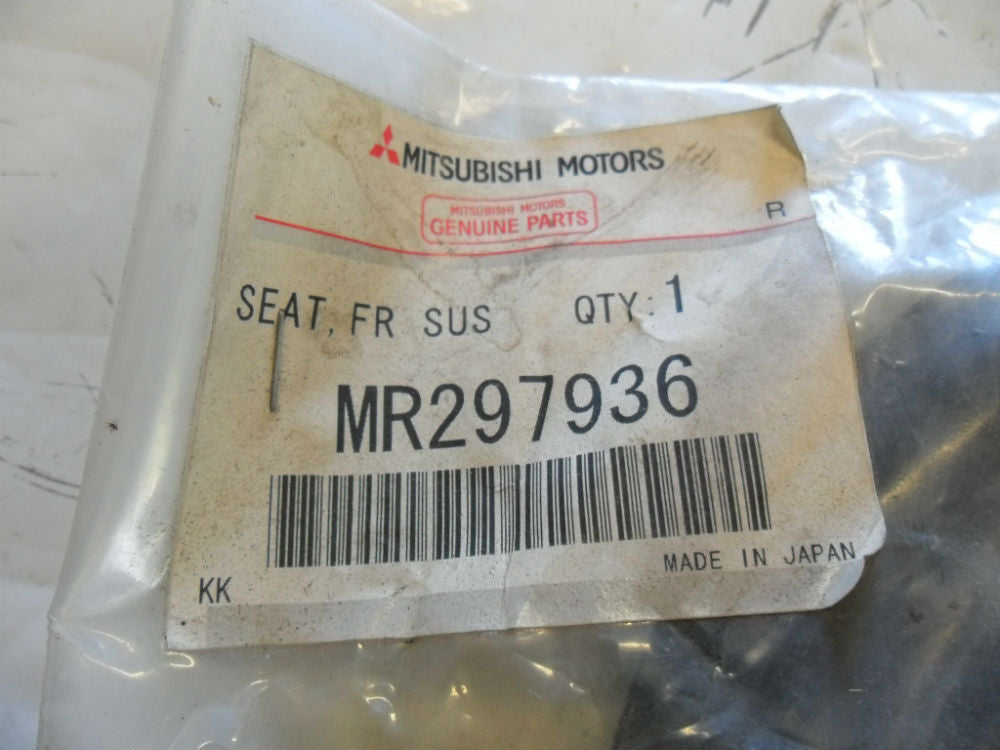 MITSUBISHI MOTORS
MITSUBISHI MOTORS
GENUINE PARTS
R
SEAT, FR SUS QTY: 1
MR297936
MADE IN JAPAN
KK